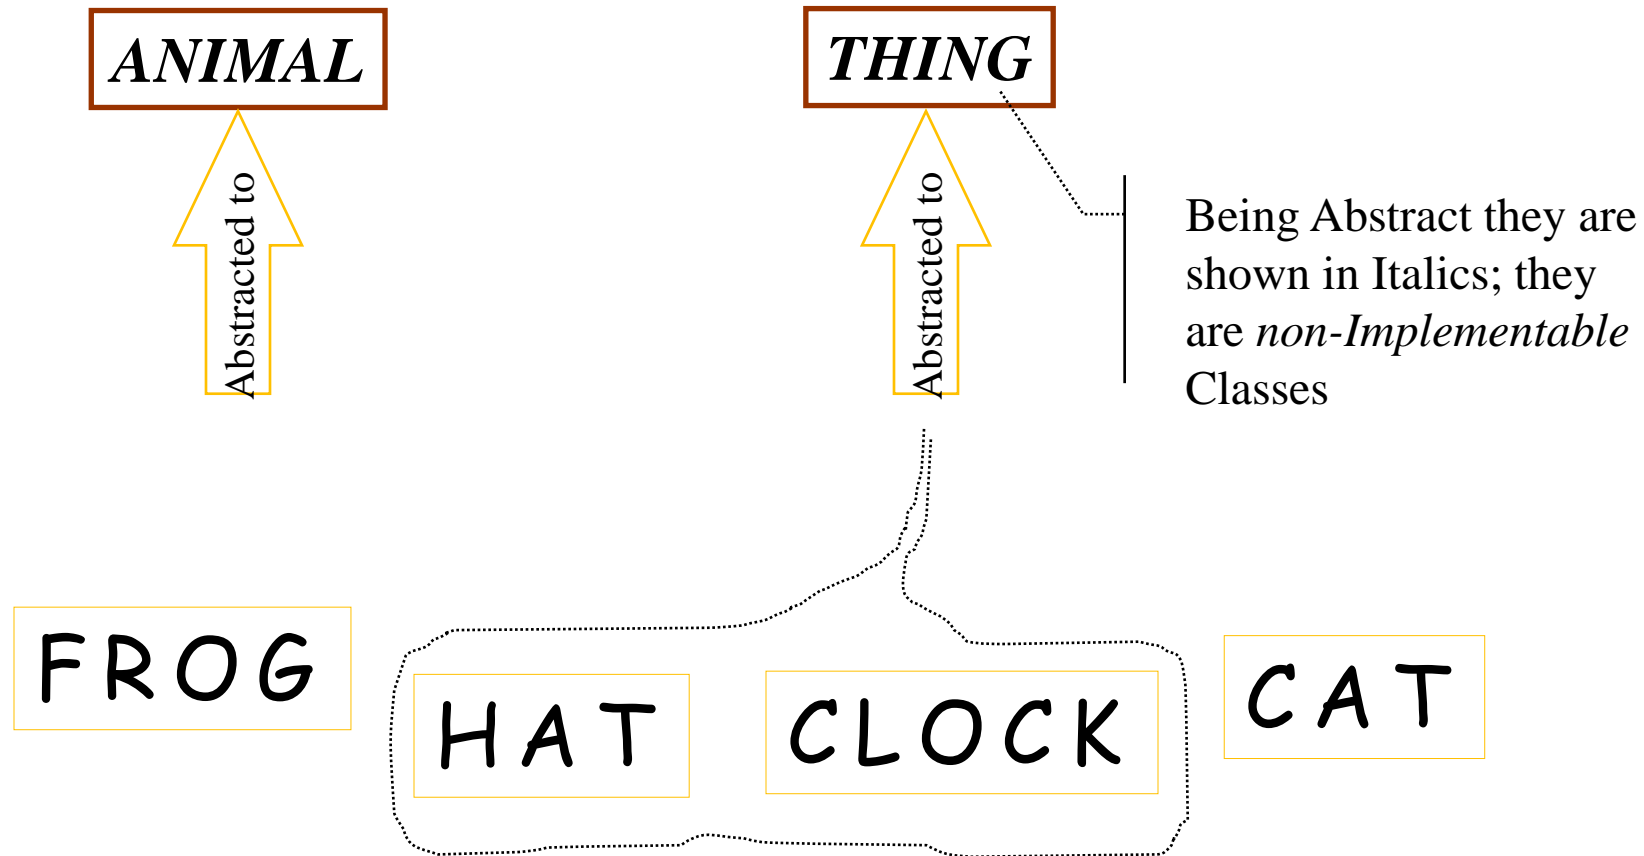 ANIMAL
THING
Abstracted to
Abstracted to
Being Abstract they are
shown in Italics; they
are non-Implementable
Classes
FROG
HAT
CLOCK
CAT